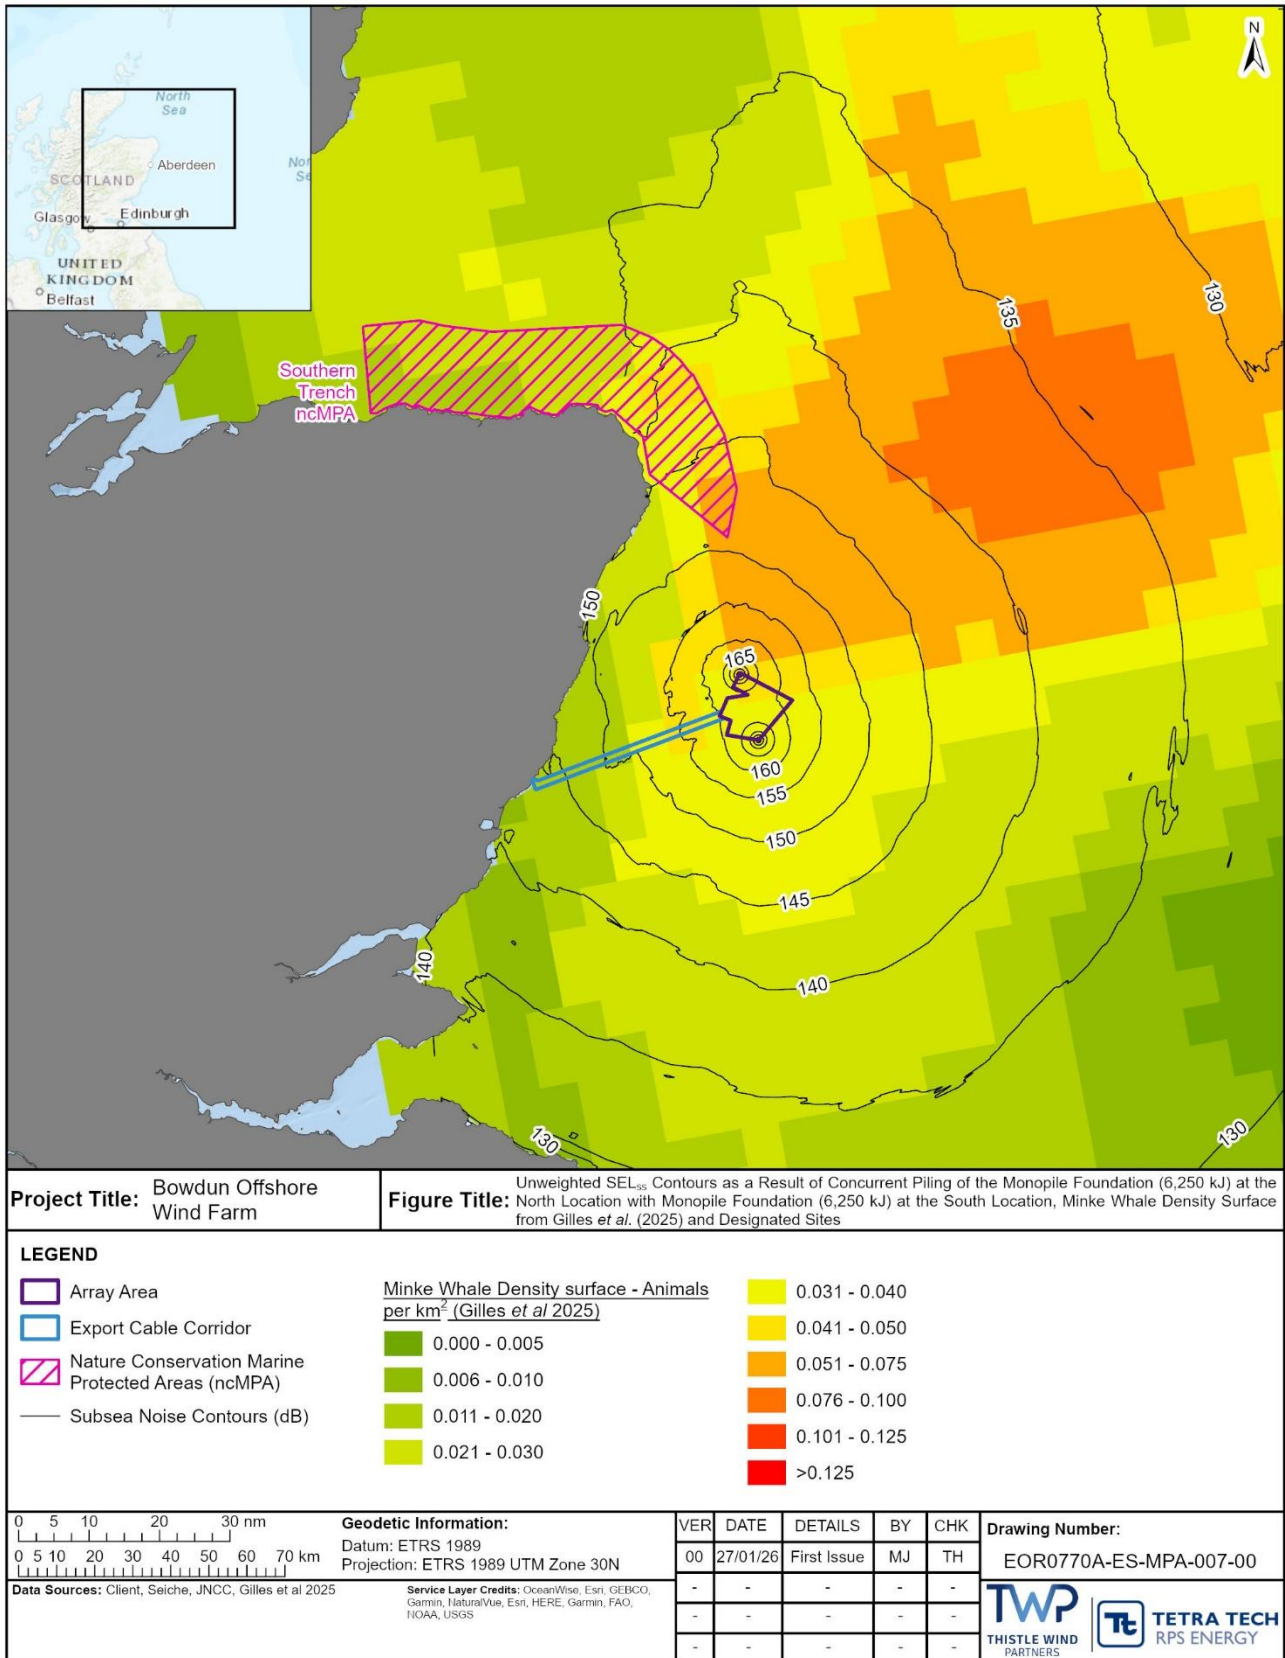 N
North
Sea
Nor
Se
Aberdeen
SCOTLAND
Glasgow
Edinburgh
UNITED
KINGDOM
Belfast
130
135
Southern
Trench
ncMPA
150
165
160
155
150
145
140
140
130
130
Project Title: Bowdun Offshore
Wind Farm
Figure Title: Unweighted SELss Contours as a Result of Concurrent Piling of the Monopile Foundation (6,250 kJ) at the
North Location with Monopile Foundation (6,250 kJ) at the South Location, Minke Whale Density Surface
from Gilles et al. (2025) and Designated Sites
LEGEND
Array Area
Export Cable Corridor
Nature Conservation Marine
Protected Areas (ncMPA)
Subsea Noise Contours (dB)
Minke Whale Density surface - Animals
per km² (Gilles et al 2025)
0.000 - 0.005
0.006 - 0.010
0.011 - 0.020
0.021 - 0.030
0.031 - 0.040
0.041 - 0.050
0.051 - 0.075
0.076 - 0.100
0.101 - 0.125
>0.125
0 5 10 20 30 nm
0 5 10 20 30 40 50 60 70 km
Geodetic Information:
Datum: ETRS 1989
Projection: ETRS 1989 UTM Zone 30N
Data Sources: Client, Seiche, JNCC, Gilles et al 2025
Service Layer Credits: OceanWise, Esri, GEBCO,
Garmin, NaturalVue, Esri, HERE, Garmin, FAO,
NOAA, USGS
VER DATE DETAILS BY CHK
00 27/01/26 First Issue MJ TH
- - - - -
- - - - -
- - - - -
Drawing Number:
EOR0770A-ES-MPA-007-00
TWP
THISTLE WIND
PARTNERS
Tt
TETRA TECH
RPS ENERGY